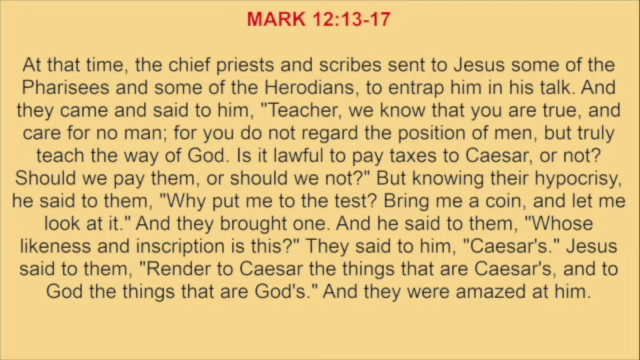 MARK 12:13-17
At that time, the chief priests and scribes sent to Jesus some of the
Pharisees and some of the Herodians, to entrap him in his talk. And
they came and said to him, "Teacher, we know that you are true, and
care for no man; for you do not regard the position of men, but truly
teach the way of God. Is it lawful to pay taxes to Caesar, or not?
Should we pay them, or should we not?" But knowing their hypocrisy,
he said to them, "Why put me to the test? Bring me a coin, and let me
look at it." And they brought one. And he said to them, "Whose
likeness and inscription is this?" They said to him, "Caesar's." Jesus
said to them, "Render to Caesar the things that are Caesar's, and to
God the things that are God's." And they were amazed at him.